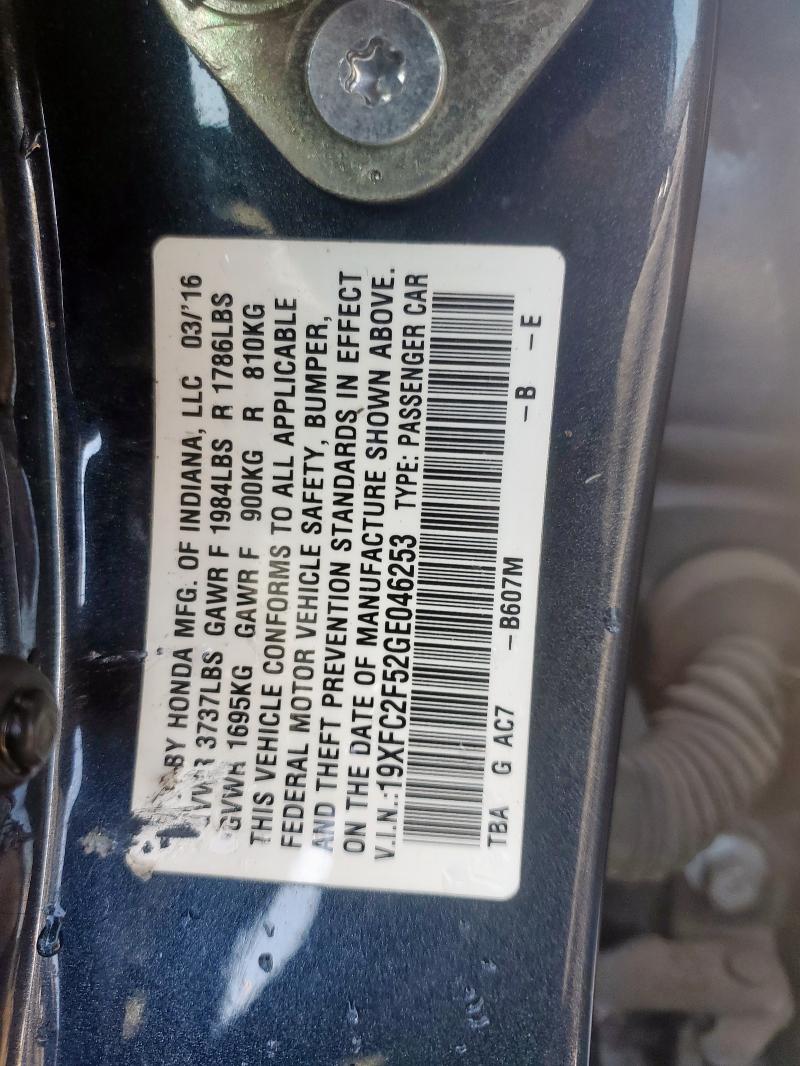 BY HONDA MFG. OF INDIANA, LLC 03/'16
GVWR 3737LBS GAWR F 1984LBS R 1786LBS
GVWR 1695KG GAWR F 900KG R 810KG
THIS VEHICLE CONFORMS TO ALL APPLICABLE
FEDERAL MOTOR VEHICLE SAFETY, BUMPER,
AND THEFT PREVENTION STANDARDS IN EFFECT
ON THE DATE OF MANUFACTURE SHOWN ABOVE.
V.I.N.:19XFC2F52GE046253 TYPE: PASSENGER CAR
TBA G AC7 -B607M -B -E